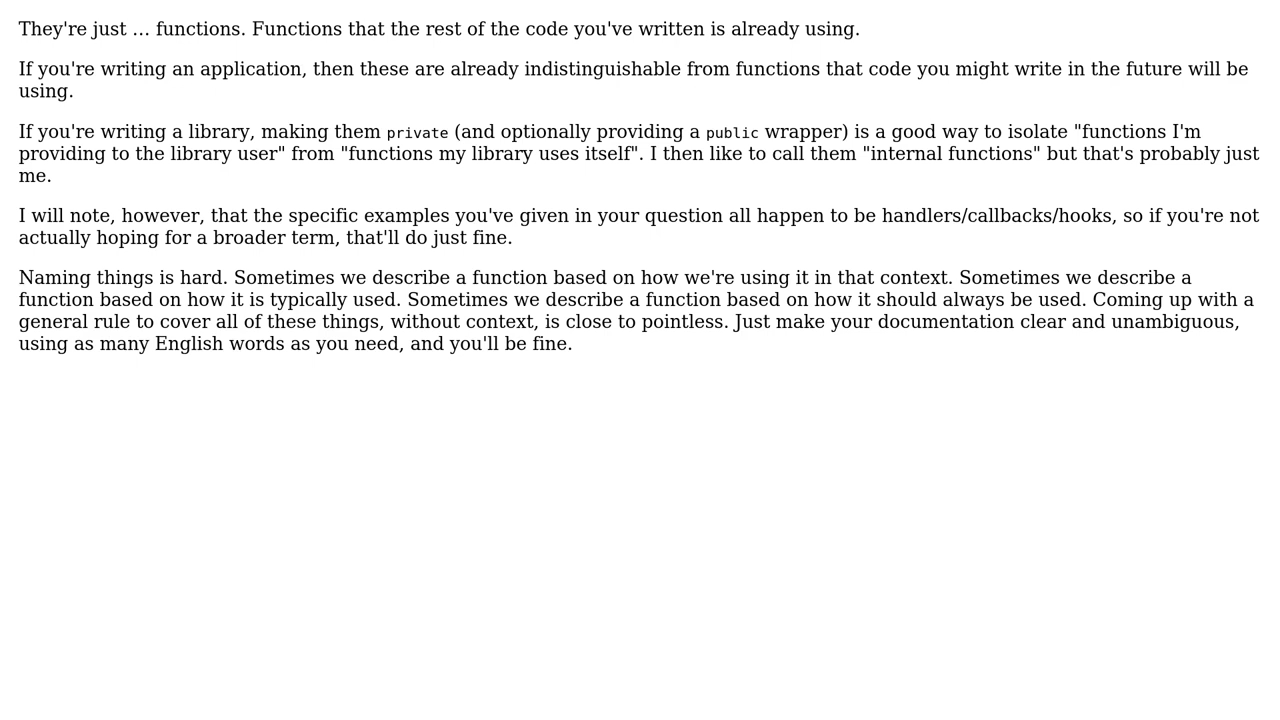 They're just … functions. Functions that the rest of the code you've written is already using.
If you're writing an application, then these are already indistinguishable from functions that code you might write in the future will be
using.
If you're writing a library, making them private (and optionally providing a public wrapper) is a good way to isolate "functions I'm
providing to the library user" from "functions my library uses itself". I then like to call them "internal functions" but that's probably just
me.
I will note, however, that the specific examples you've given in your question all happen to be handlers/callbacks/hooks, so if you're not
actually hoping for a broader term, that'll do just fine.
Naming things is hard. Sometimes we describe a function based on how we're using it in that context. Sometimes we describe a
function based on how it is typically used. Sometimes we describe a function based on how it should always be used. Coming up with a
general rule to cover all of these things, without context, is close to pointless. Just make your documentation clear and unambiguous,
using as many English words as you need, and you'll be fine.